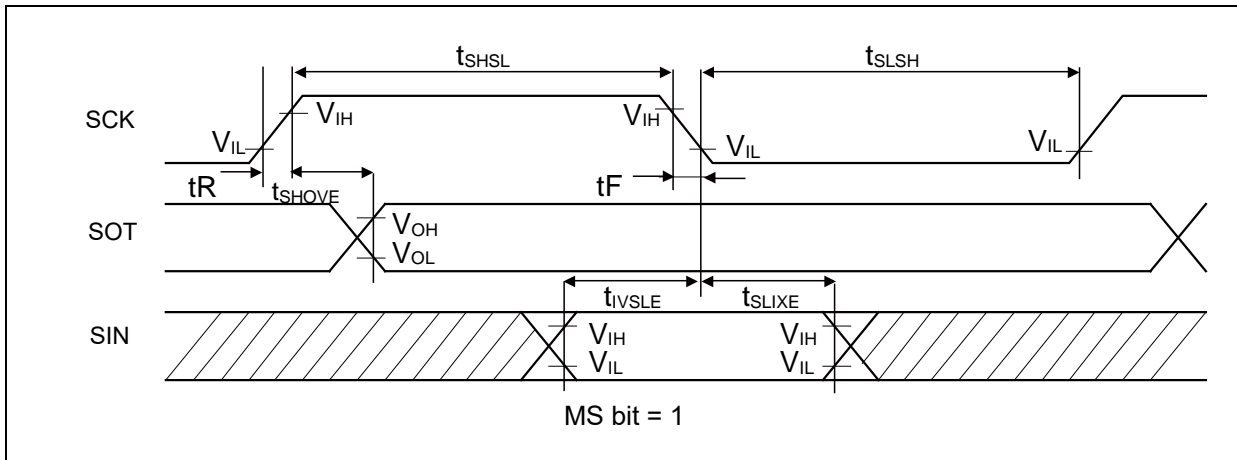 tSHSL
tSLSH
SCK
VIH
VIH
VIL
VIL
VIL
tR
tSHOVE
tF
SOT
VOH
VOL
tIVSLE
tSLIXE
SIN
VIH
VIH
VIL
VIL
MS bit = 1